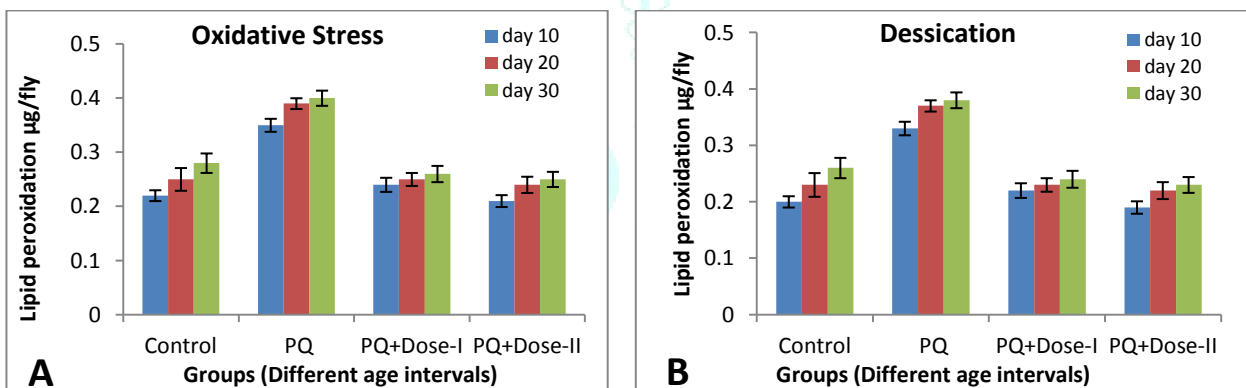 Oxidative Stress
day 10
day 20
day 30
Lipid peroxidation µg/fly
0.5
0.4
0.3
0.2
0.1
0
Control PQ PQ+Dose-I PQ+Dose-II
Groups (Different age intervals)
A
Dessication
day 10
day 20
day 30
Lipid peroxidation µg/fly
0.5
0.4
0.3
0.2
0.1
0
Control PQ PQ+Dose-I PQ+Dose-II
Groups (Different age intervals)
B